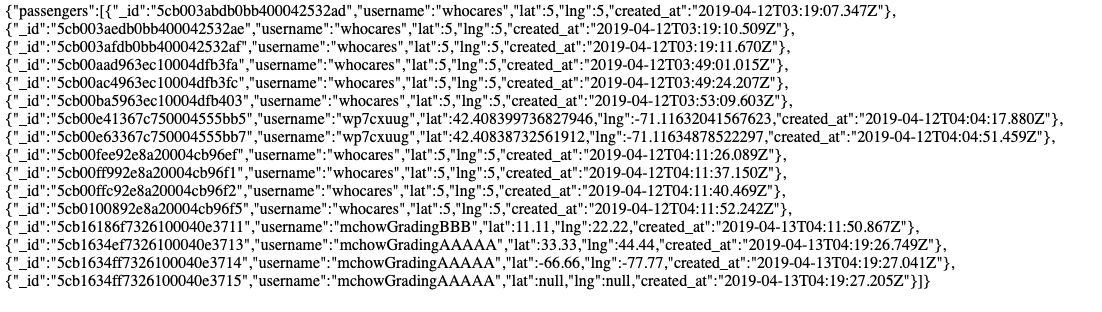 {"passengers":[{"_id":"5cb003abdb0bb400042532ad","username":"whocares","lat":5,"lng":5,"created_at":"2019-04-12T03:19:07.347Z"},
{"_id":"5cb003aedb0bb400042532ae","username":"whocares","lat":5,"lng":5,"created_at":"2019-04-12T03:19:10.509Z"},
{"_id":"5cb003afdb0bb400042532af","username":"whocares","lat":5,"lng":5,"created_at":"2019-04-12T03:19:11.670Z"},
{"_id":"5cb00aad963ec10004dfb3fa","username":"whocares","lat":5,"lng":5,"created_at":"2019-04-12T03:49:01.015Z"},
{"_id":"5cb00ac4963ec10004dfb3fc","username":"whocares","lat":5,"lng":5,"created_at":"2019-04-12T03:49:24.207Z"},
{"_id":"5cb00ba5963ec10004dfb403","username":"whocares","lat":5,"lng":5,"created_at":"2019-04-12T03:53:09.603Z"},
{"_id":"5cb00e41367c750004555bb5","username":"wp7cxuug","lat":42.408399736827946,"lng":-71.11632041567623,"created_at":"2019-04-12T04:04:17.880Z"},
{"_id":"5cb00e63367c750004555bb7","username":"wp7cxuug","lat":42.40838732561912,"lng":-71.11634878522297,"created_at":"2019-04-12T04:04:51.459Z"},
{"_id":"5cb00fee92e8a20004cb96ef","username":"whocares","lat":5,"lng":5,"created_at":"2019-04-12T04:11:26.089Z"},
{"_id":"5cb00ff992e8a20004cb96f1","username":"whocares","lat":5,"lng":5,"created_at":"2019-04-12T04:11:37.150Z"},
{"_id":"5cb00ffc92e8a20004cb96f2","username":"whocares","lat":5,"lng":5,"created_at":"2019-04-12T04:11:40.469Z"},
{"_id":"5cb0100892e8a20004cb96f5","username":"whocares","lat":5,"lng":5,"created_at":"2019-04-12T04:11:52.242Z"},
{"_id":"5cb16186f7326100040e3711","username":"mchowGradingBBB","lat":11.11,"lng":22.22,"created_at":"2019-04-13T04:11:50.867Z"},
{"_id":"5cb1634ef7326100040e3713","username":"mchowGradingAAAAA","lat":33.33,"lng":44.44,"created_at":"2019-04-13T04:19:26.749Z"},
{"_id":"5cb1634ff7326100040e3714","username":"mchowGradingAAAAA","lat":-66.66,"lng":-77.77,"created_at":"2019-04-13T04:19:27.041Z"},
{"_id":"5cb1634ff7326100040e3715","username":"mchowGradingAAAAA","lat":null,"lng":null,"created_at":"2019-04-13T04:19:27.205Z"}]}